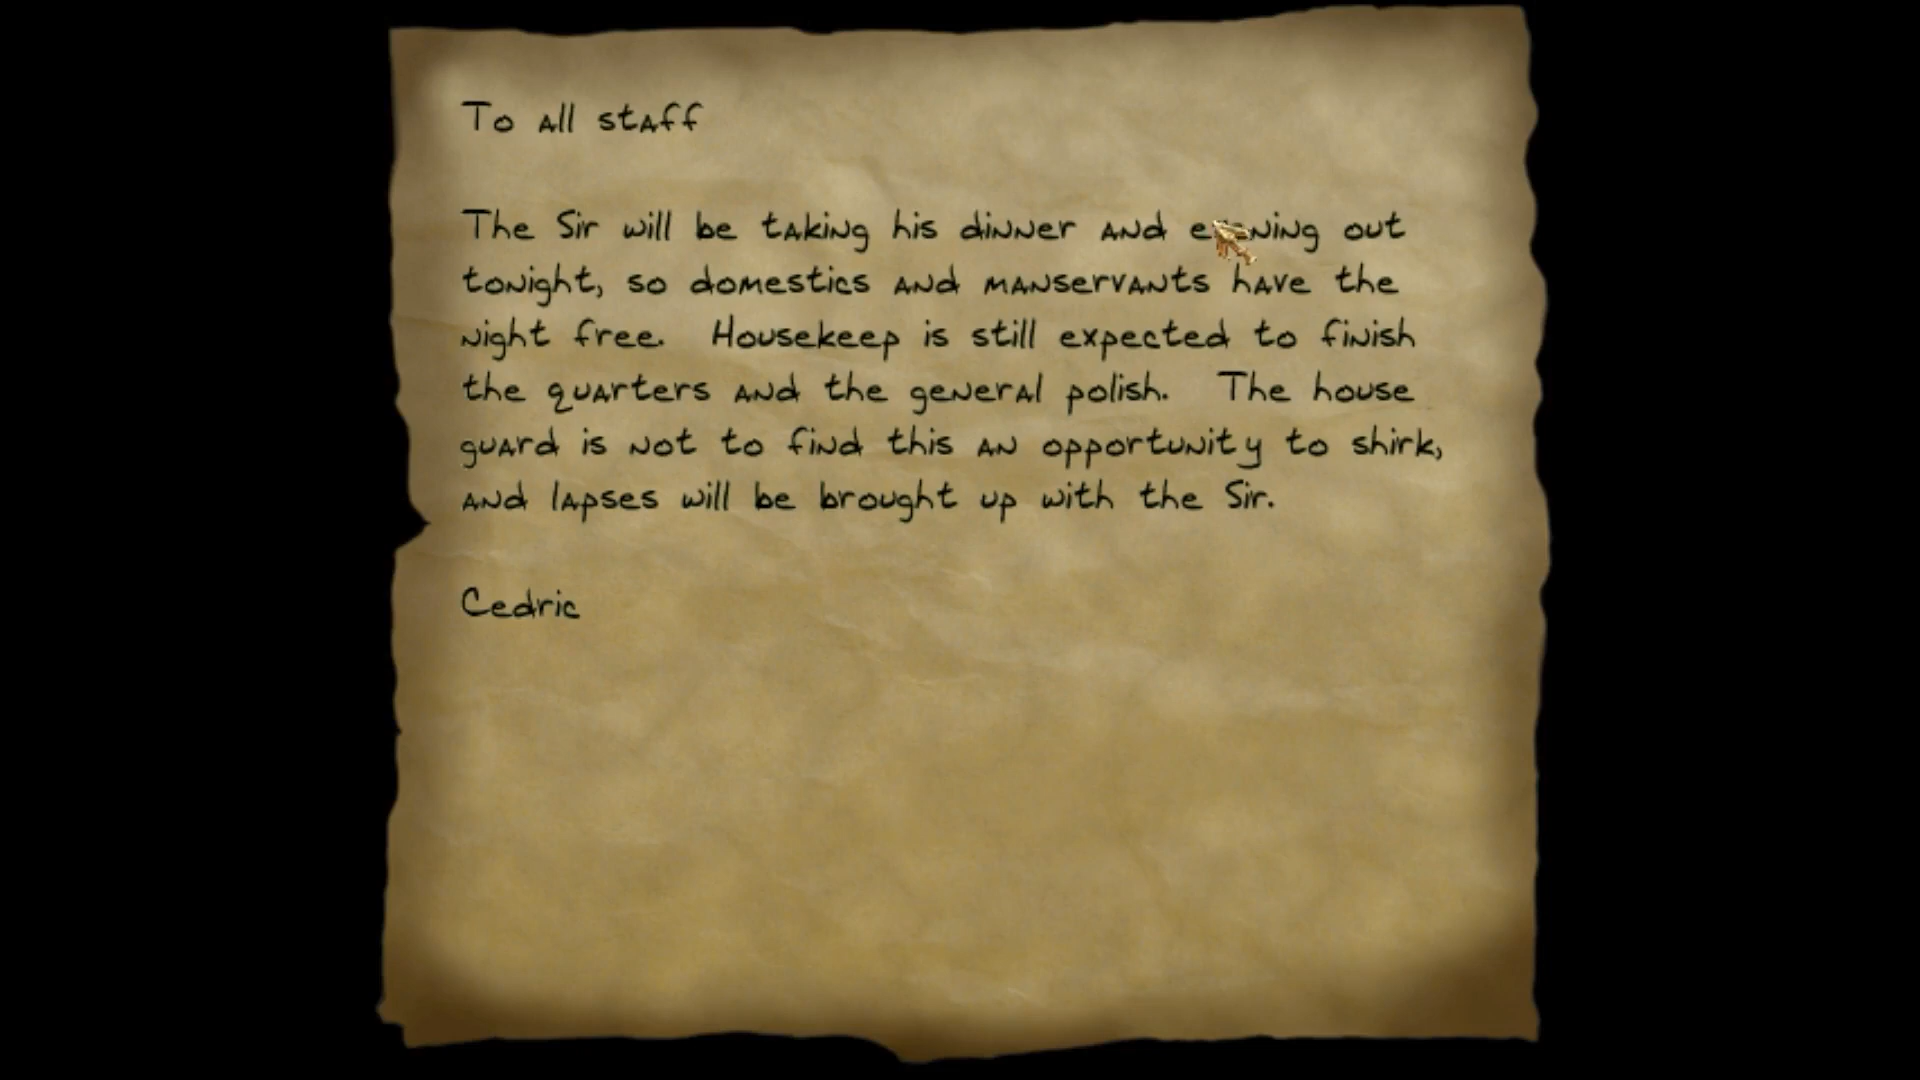 To all staff
The Sir will be taking his dinner and evening out
tonight, so domestics and manservants have the
night free. Housekeep is still expected to finish
the quarters and the general polish. The house
guard is not to find this an opportunity to shirk,
and lapses will be brought up with the Sir.
Cedric